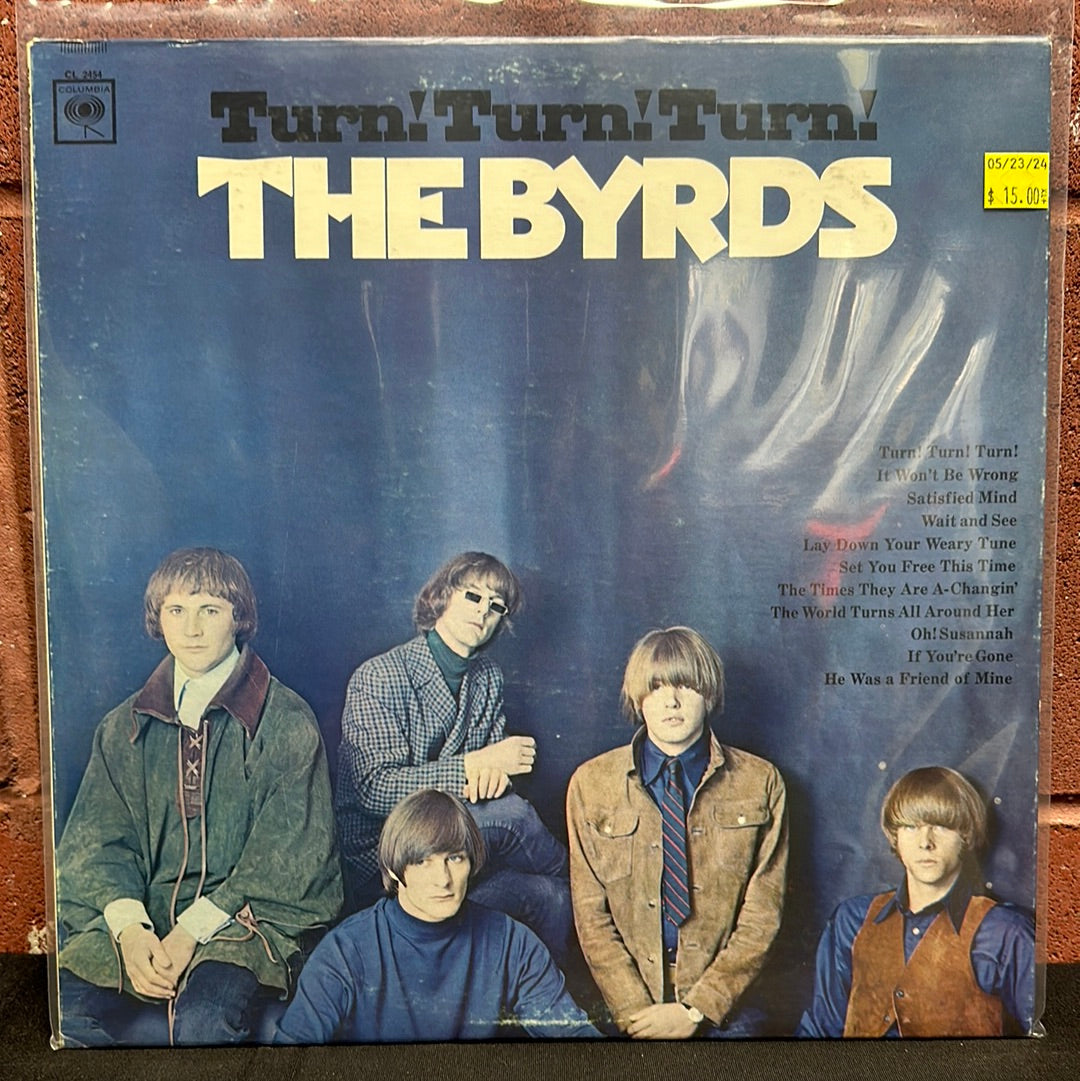 CL 2454
COLUMBIA
Turn! Turn! Turn!
THE BYRDS
05/23/24
$ 15.00
Turn! Turn! Turn!
It Won't Be Wrong
Satisfied Mind
Wait and See
Lay Down Your Weary Tune
Set You Free This Time
The Times They Are A-Changin'
The World Turns All Around Her
Oh! Susannah
If You're Gone
He Was a Friend of Mine